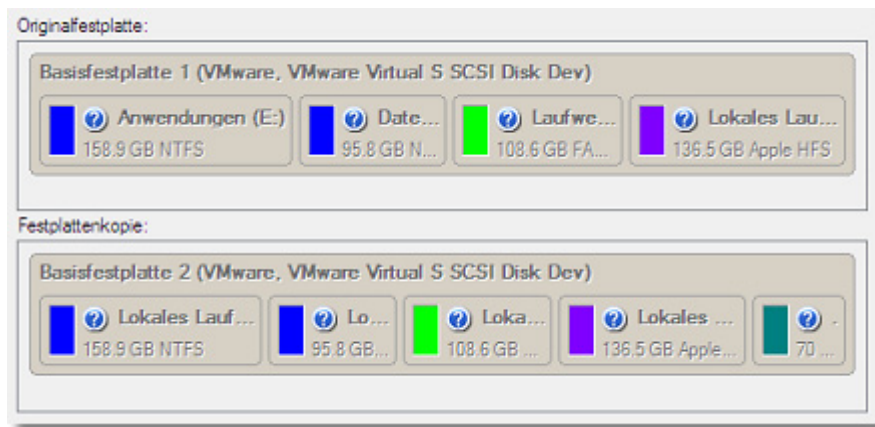 Originalfestplatte:
Basisfestplatte 1 (VMware, VMware Virtual S SCSI Disk Dev)
Anwendungen (E:) Date... Laufwe... Lokales Lau...
158.9 GB NTFS 95.8 GB N... 108.6 GB FA... 136.5 GB Apple HFS
Festplattenkopie:
Basisfestplatte 2 (VMware, VMware Virtual S SCSI Disk Dev)
Lokales Lauf... Lo... Loka... Lokales ... .
158.9 GB NTFS 95.8 GB... 108.6 GB ... 136.5 GB Apple... 70 ...